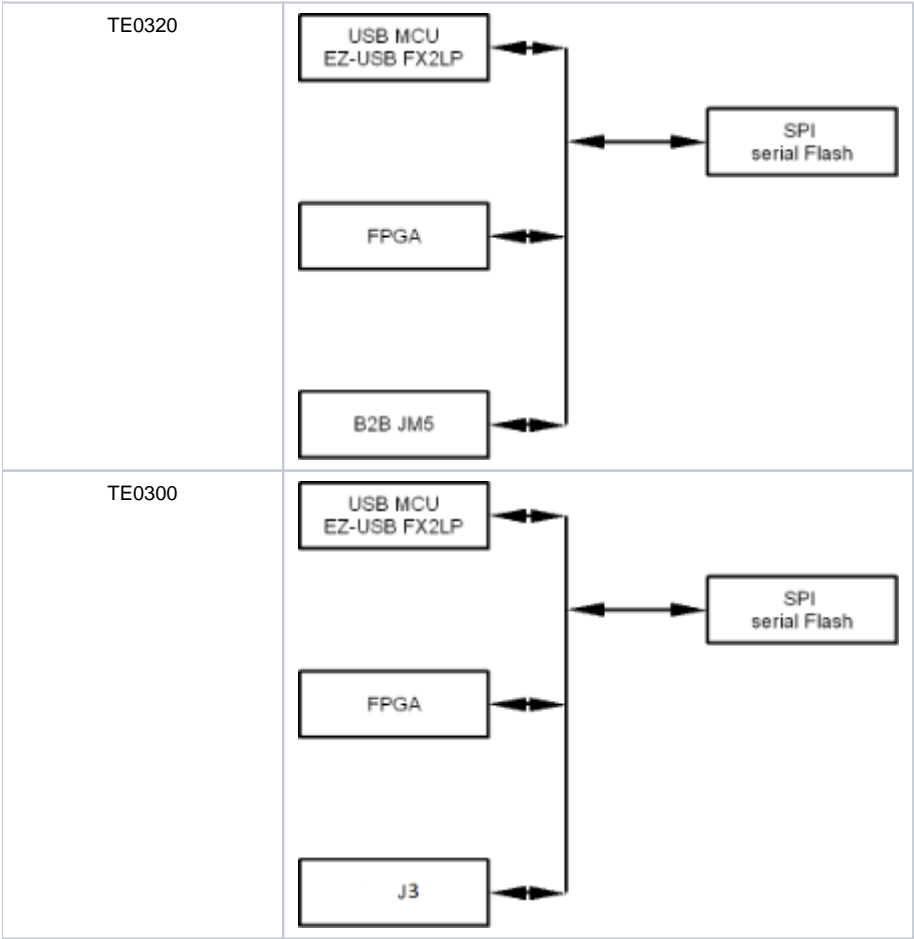 TE0320
USB MCU
EZ-USB FX2LP
SPI
serial Flash
FPGA
B2B JM5
TE0300
USB MCU
EZ-USB FX2LP
SPI
serial Flash
FPGA
J3